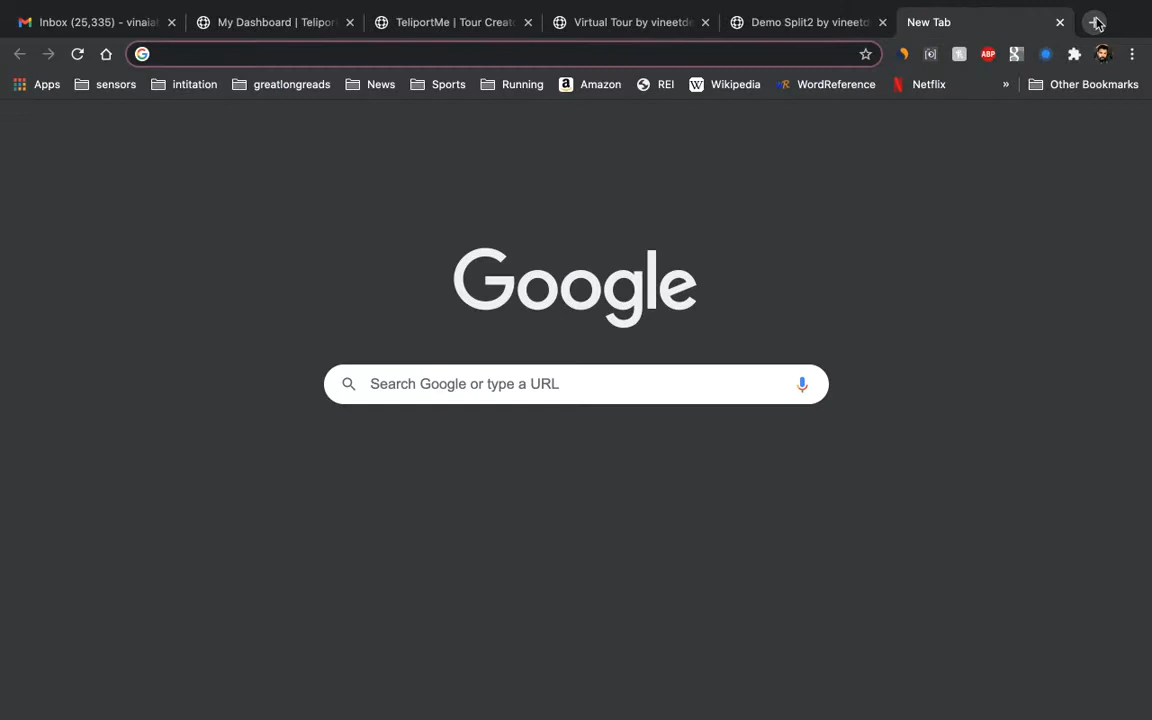 Inbox (25,335) - vinaia
My Dashboard | Telipor
TeliportMe | Tour Creat
Virtual Tour by vineetde
Demo Split2 by vineetd
New Tab
Apps
sensors
intitation
greatlongreads
News
Sports
Running
Amazon
REI
Wikipedia
WordReference
Netflix
»
Other Bookmarks
ABP
Google
Search Google or type a URL